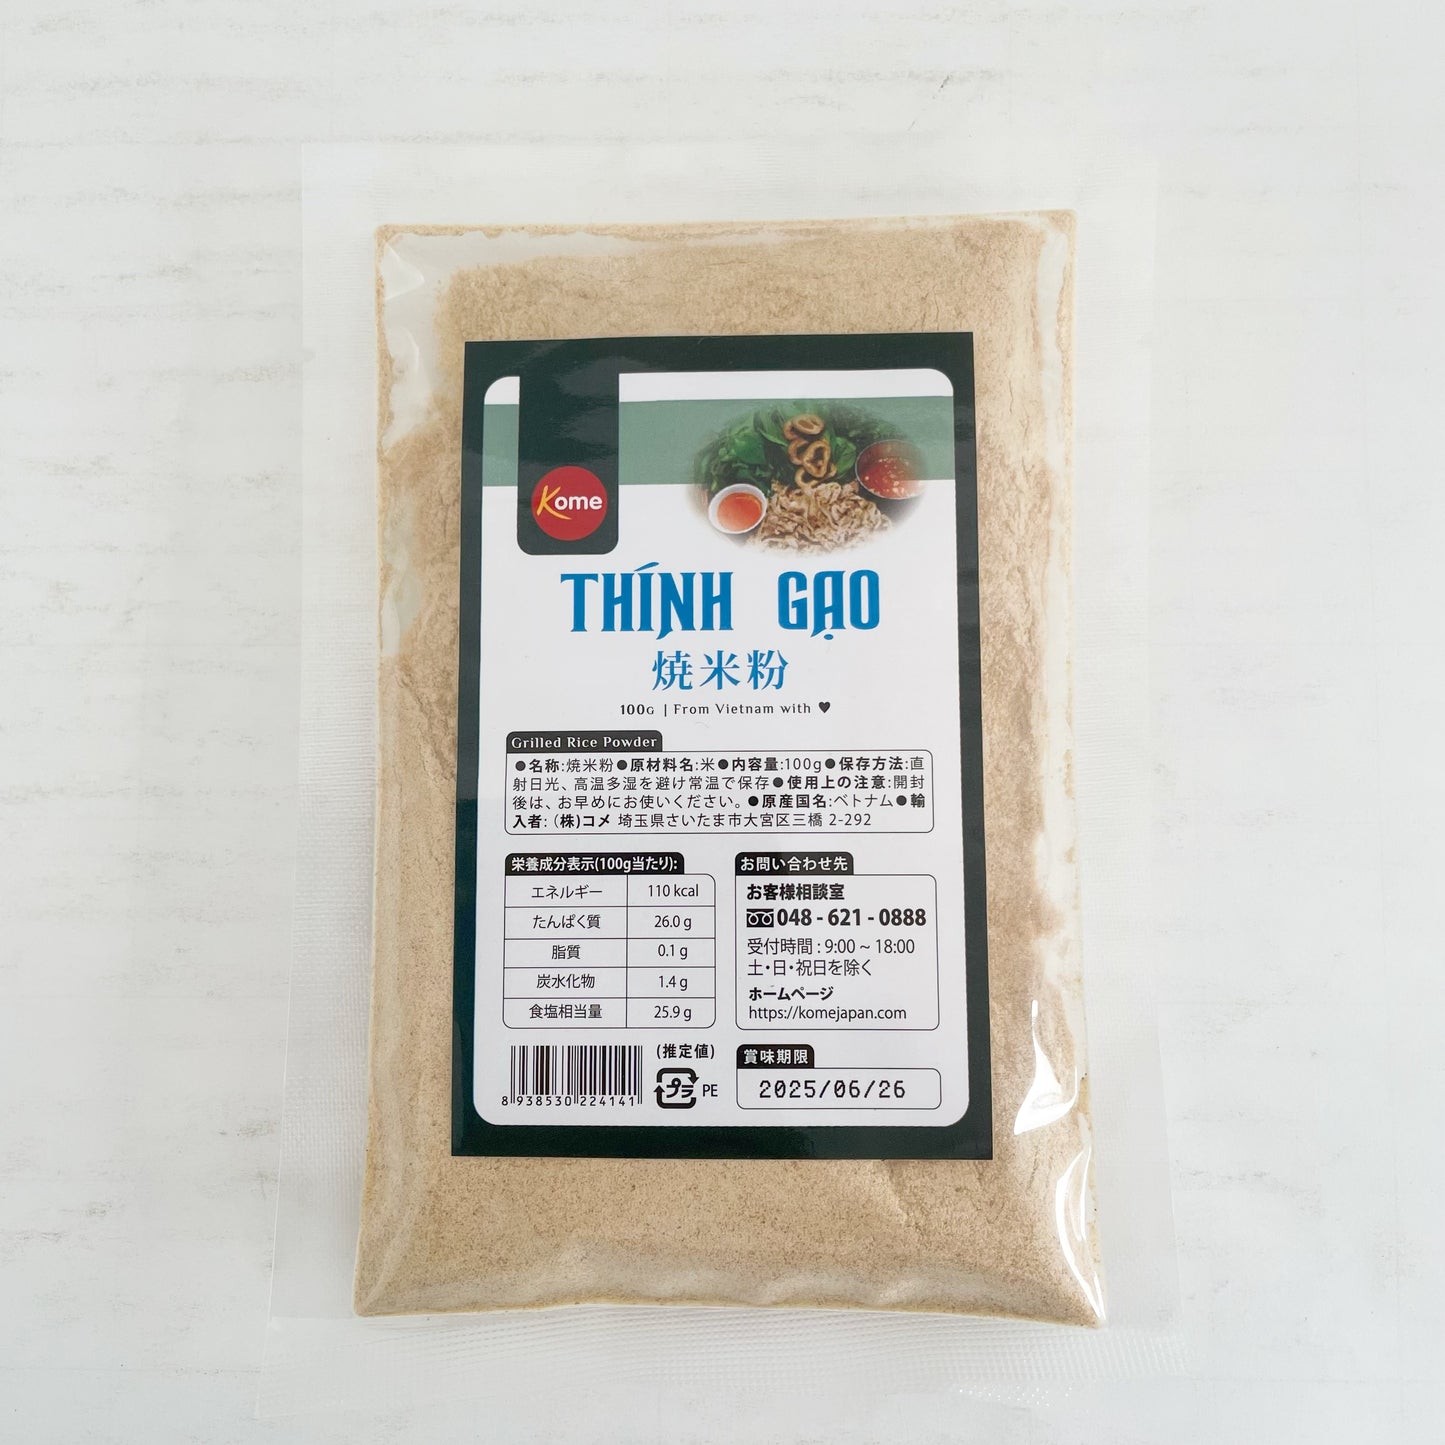 Kome
THÍNH GẠO
焼米粉
100G | From Vietnam with ♥
Grilled Rice Powder
●名称:焼米粉●原材料名:米●内容量:100g●保存方法:直
射日光、高温多湿を避け常温で保存●使用上の注意:開封
後は、お早めにお使いください。●原産国名:ベトナム●輸
入者:(株)コメ 埼玉県さいたま市大宮区三橋 2-292
栄養成分表示(100g当たり):
エネルギー 110 kcal
たんぱく質 26.0 g
脂質 0.1 g
炭水化物 1.4 g
食塩相当量 25.9 g
(推定値)
8 938530 224141
プラ PE
お問い合わせ先
お客様相談室
048 - 621 - 0888
受付時間 : 9:00 ~ 18:00
土・日・祝日を除く
ホームページ
https://komejapan.com
賞味期限
2025/06/26